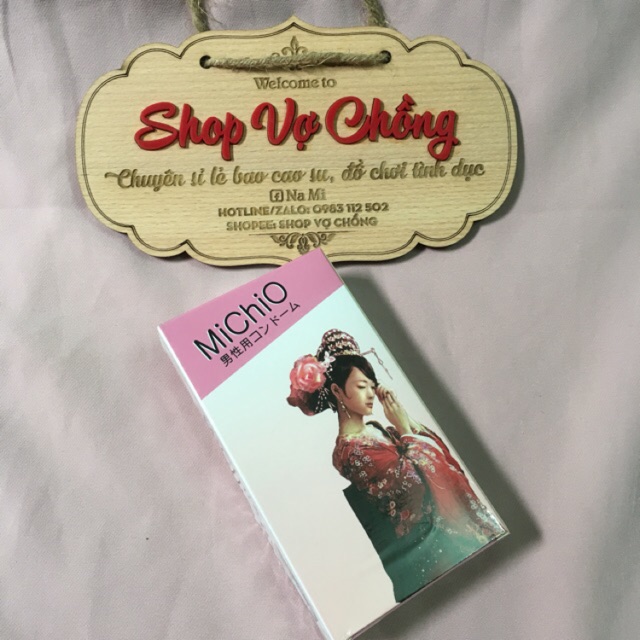 Welcome to
Shop Vợ Chồng
Chuyên sỉ lẻ bao cao su, đồ chơi tình dục
f Na Mi
HOTLINE/ZALO: 0983 112 502
SHOPEE: SHOP VỢ CHỒNG
MiChiO
男性用コンドーム